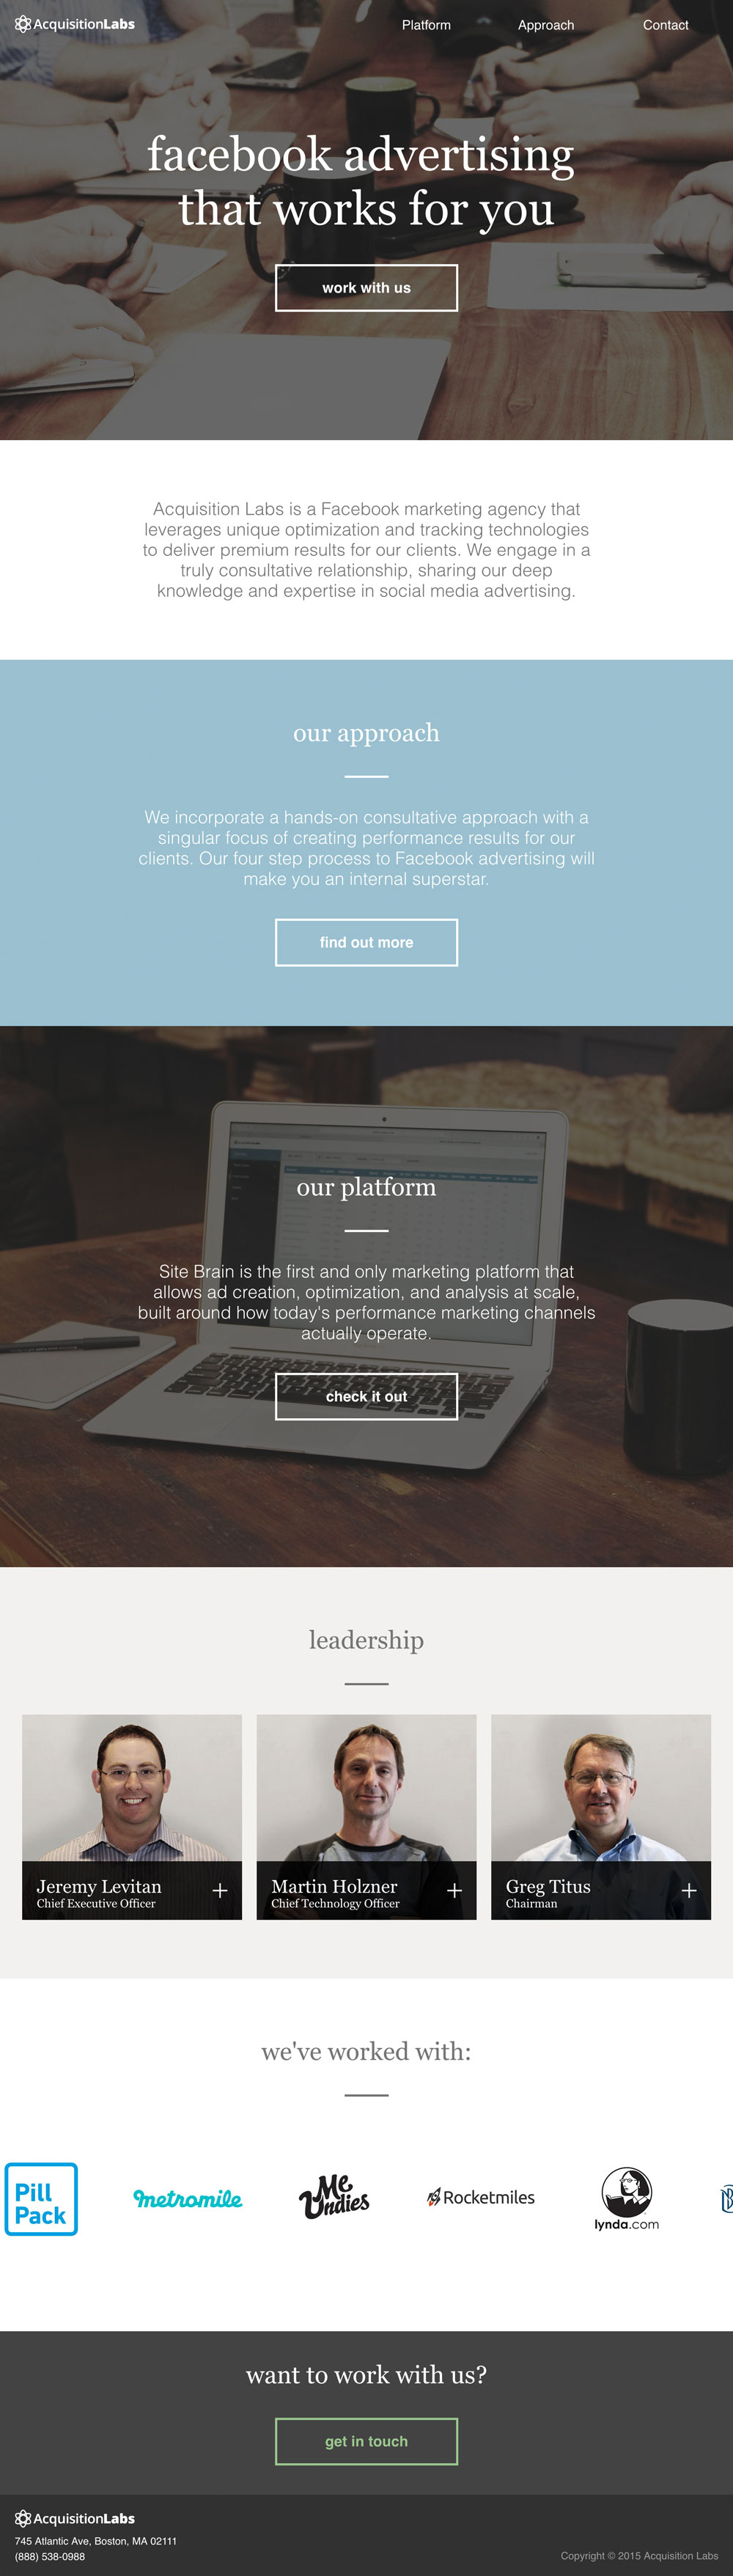 AcquisitionLabs
Platform
Approach
Contact
facebook advertising
that works for you
work with us
Acquisition Labs is a Facebook marketing agency that
leverages unique optimization and tracking technologies
to deliver premium results for our clients. We engage in a
truly consultative relationship, sharing our deep
knowledge and expertise in social media advertising.
our approach
We incorporate a hands-on consultative approach with a
singular focus of creating performance results for our
clients. Our four step process to Facebook advertising will
make you an internal superstar.
find out more
our platform
Site Brain is the first and only marketing platform that
allows ad creation, optimization, and analysis at scale,
built around how today's performance marketing channels
actually operate.
check it out
leadership
Jeremy Levitan
Chief Executive Officer
Martin Holzner
Chief Technology Officer
Greg Titus
Chairman
we've worked with:
Pill
Pack
metromile
Me
Undies
Rocketmiles
lynda.com
want to work with us?
get in touch
AcquisitionLabs
745 Atlantic Ave, Boston, MA 02111
(888) 538-0988
Copyright © 2015 Acquisition Labs